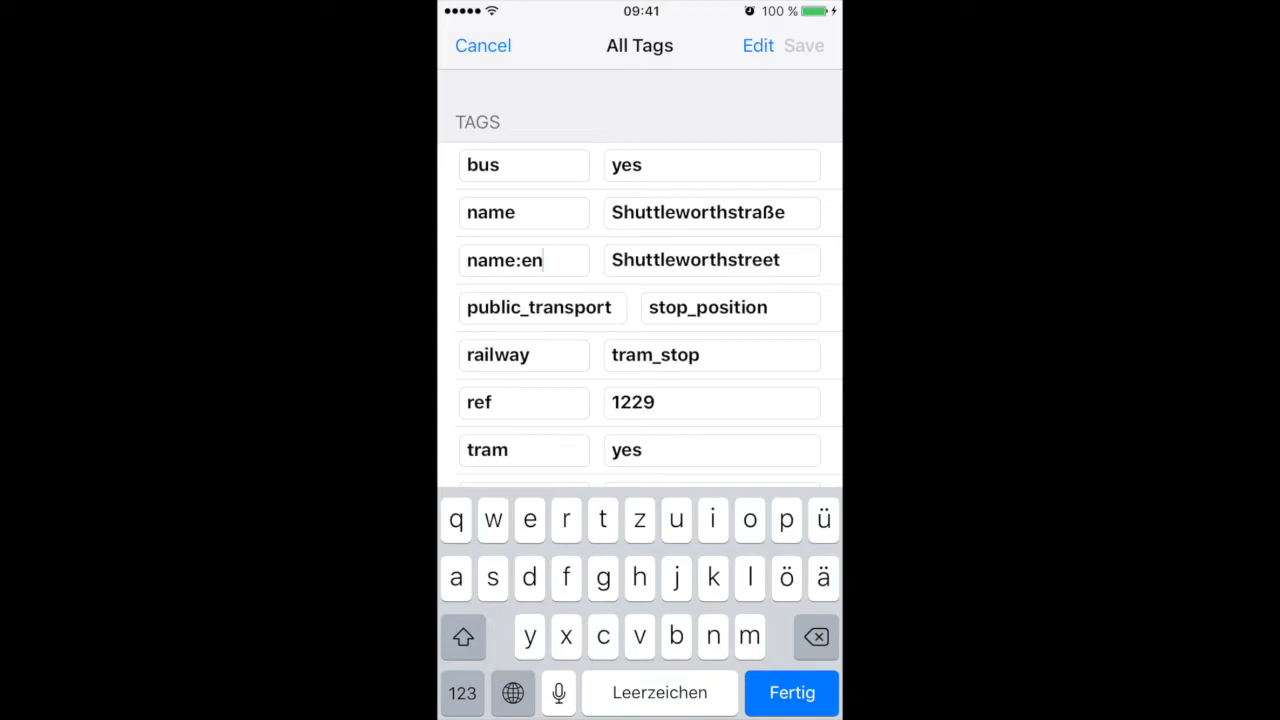 09:41 100 %
Cancel All Tags Edit Save
TAGS
bus yes
name Shuttleworthstraße
name:en Shuttleworthstreet
public_transport stop_position
railway tram_stop
ref 1229
tram yes
q w e r t z u i o p ü
a s d f g h j k l ö ä
y x c v b n m
123 Leerzeichen Fertig